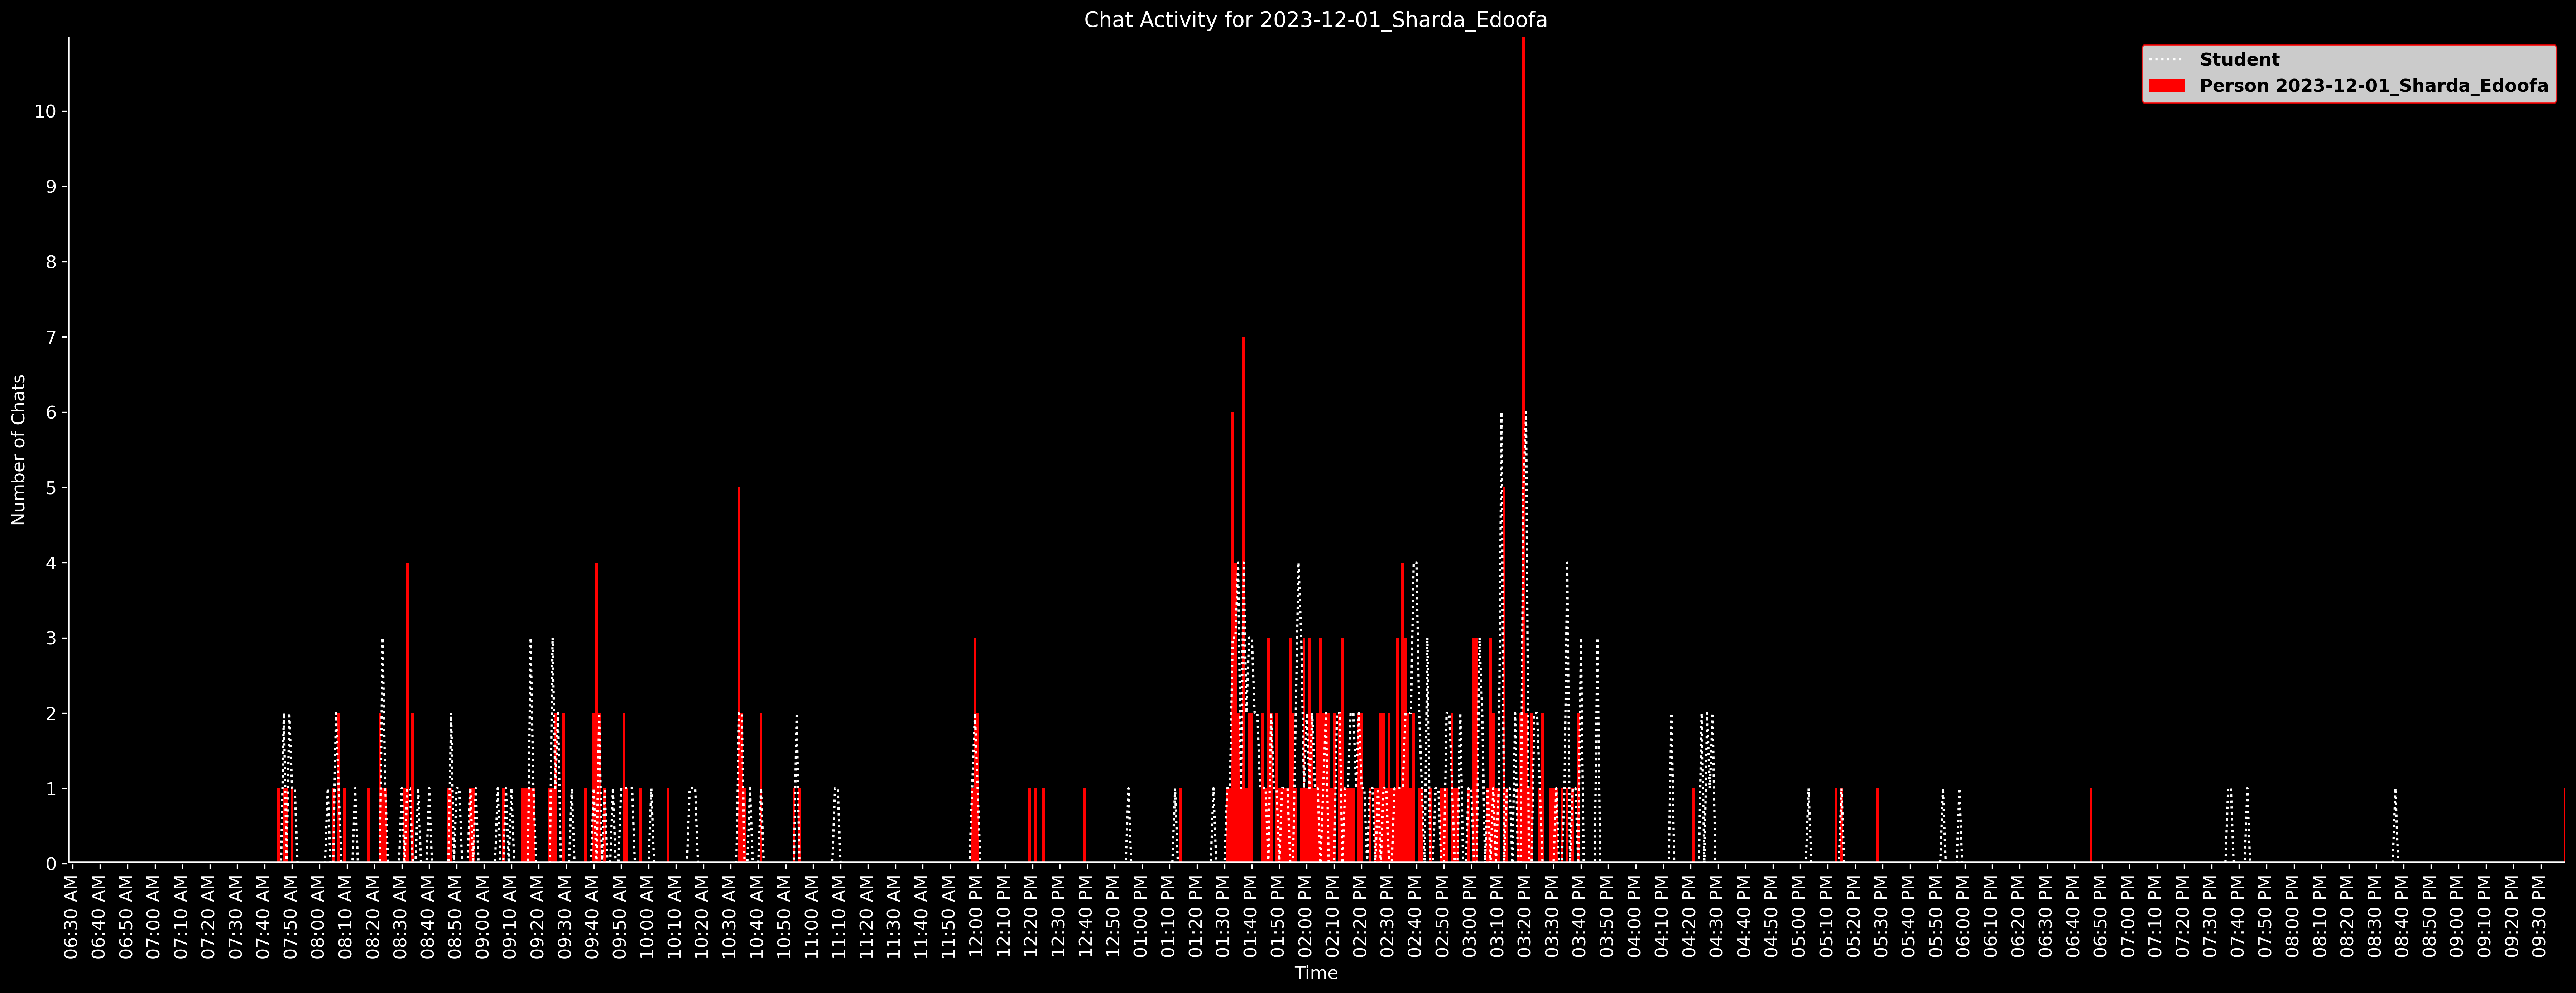 Chat Activity for 2023-12-01_Sharda_Edoofa
Student
Person 2023-12-01_Sharda_Edoofa
Number of Chats
10
9
8
7
6
5
4
3
2
1
0
06:30 AM
06:40 AM
06:50 AM
07:00 AM
07:10 AM
07:20 AM
07:30 AM
07:40 AM
07:50 AM
08:00 AM
08:10 AM
08:20 AM
08:30 AM
08:40 AM
08:50 AM
09:00 AM
09:10 AM
09:20 AM
09:30 AM
09:40 AM
09:50 AM
10:00 AM
10:10 AM
10:20 AM
10:30 AM
10:40 AM
10:50 AM
11:00 AM
11:10 AM
11:20 AM
11:30 AM
11:40 AM
11:50 AM
12:00 PM
12:10 PM
12:20 PM
12:30 PM
12:40 PM
12:50 PM
01:00 PM
01:10 PM
01:20 PM
01:30 PM
01:40 PM
01:50 PM
02:00 PM
02:10 PM
02:20 PM
02:30 PM
02:40 PM
02:50 PM
03:00 PM
03:10 PM
03:20 PM
03:30 PM
03:40 PM
03:50 PM
04:00 PM
04:10 PM
04:20 PM
04:30 PM
04:40 PM
04:50 PM
05:00 PM
05:10 PM
05:20 PM
05:30 PM
05:40 PM
05:50 PM
06:00 PM
06:10 PM
06:20 PM
06:30 PM
06:40 PM
06:50 PM
07:00 PM
07:10 PM
07:20 PM
07:30 PM
07:40 PM
07:50 PM
08:00 PM
08:10 PM
08:20 PM
08:30 PM
08:40 PM
08:50 PM
09:00 PM
09:10 PM
09:20 PM
09:30 PM
Time